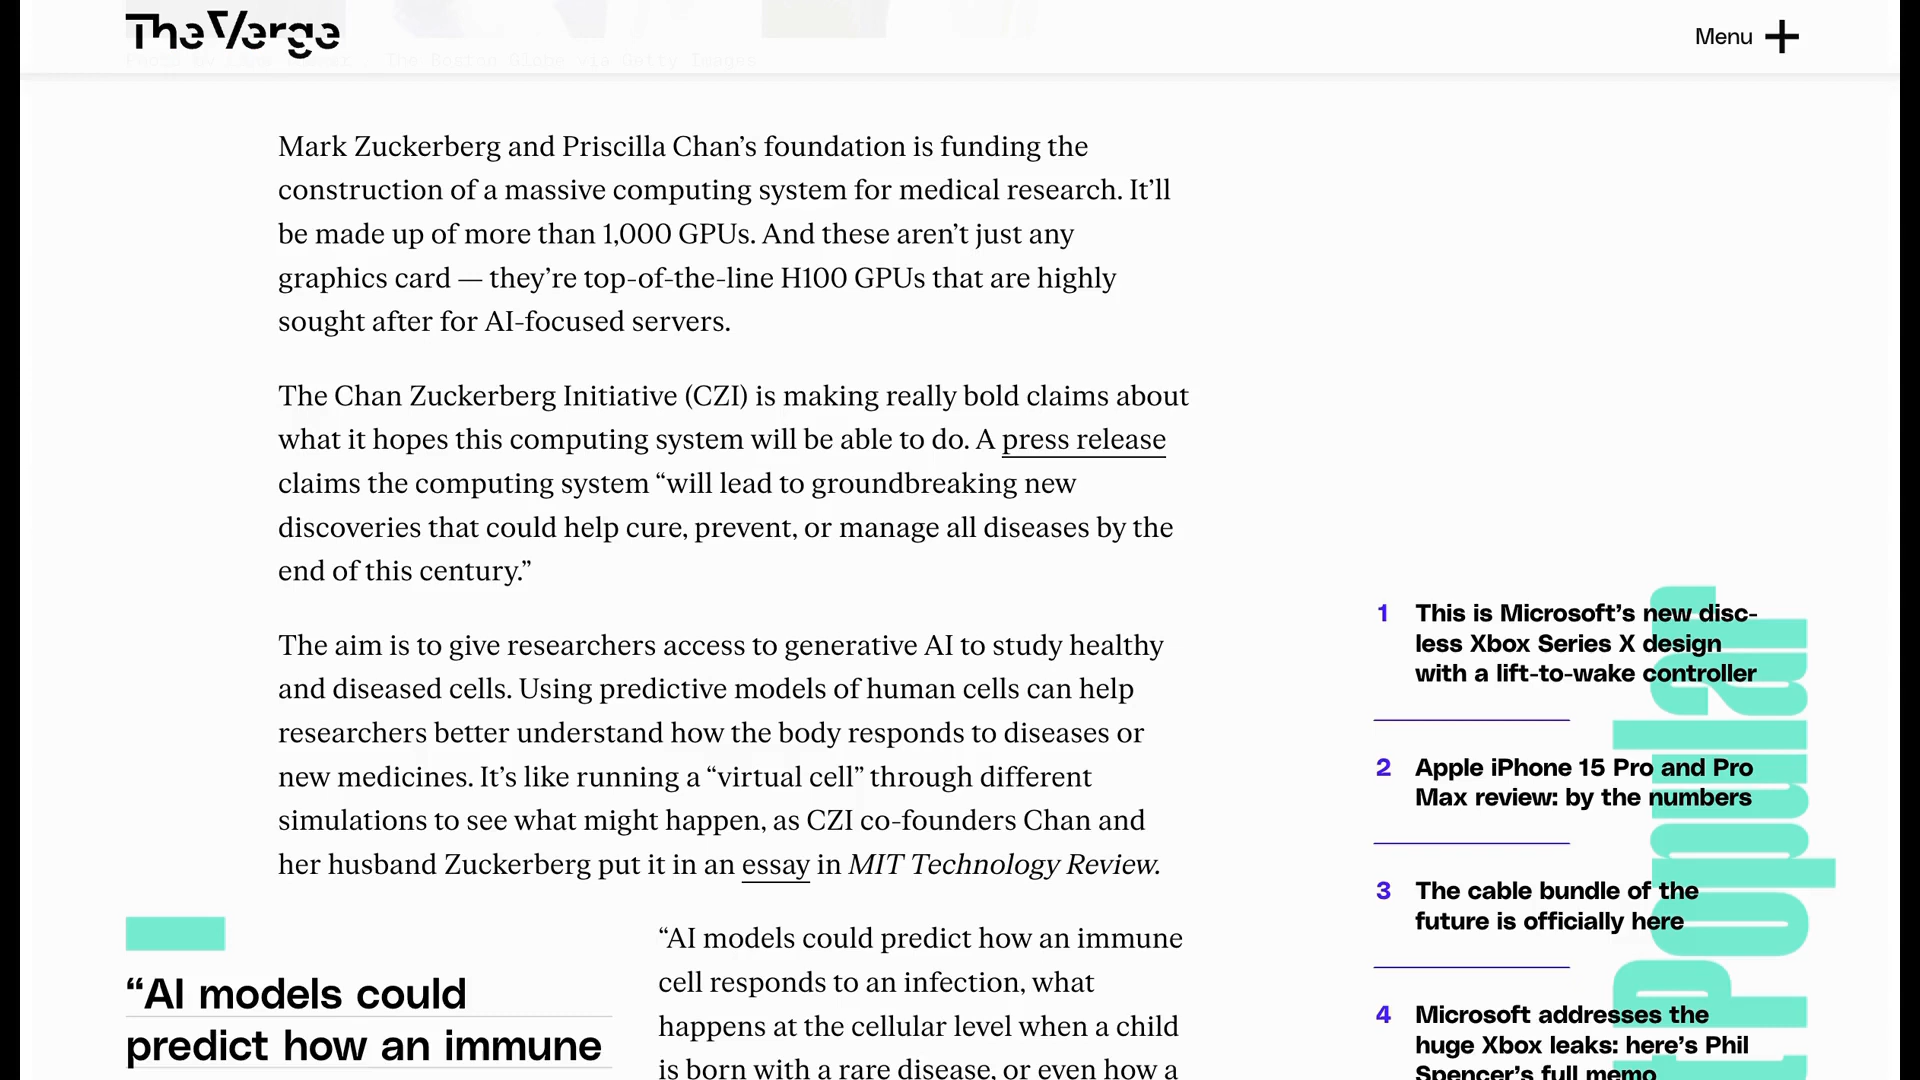 The Verge
Menu
Photo by The Boston Globe via Getty Images
Mark Zuckerberg and Priscilla Chan’s foundation is funding the
construction of a massive computing system for medical research. It’ll
be made up of more than 1,000 GPUs. And these aren’t just any
graphics card — they’re top-of-the-line H100 GPUs that are highly
sought after for AI-focused servers.
The Chan Zuckerberg Initiative (CZI) is making really bold claims about
what it hopes this computing system will be able to do. A press release
claims the computing system “will lead to groundbreaking new
discoveries that could help cure, prevent, or manage all diseases by the
end of this century.”
The aim is to give researchers access to generative AI to study healthy
and diseased cells. Using predictive models of human cells can help
researchers better understand how the body responds to diseases or
new medicines. It’s like running a “virtual cell” through different
simulations to see what might happen, as CZI co-founders Chan and
her husband Zuckerberg put it in an essay in MIT Technology Review.
“AI models could
predict how an immune
“AI models could predict how an immune
cell responds to an infection, what
happens at the cellular level when a child
is born with a rare disease, or even how a
1 This is Microsoft’s new disc-
less Xbox Series X design
with a lift-to-wake controller
2 Apple iPhone 15 Pro and Pro
Max review: by the numbers
3 The cable bundle of the
future is officially here
4 Microsoft addresses the
huge Xbox leaks: here’s Phil
Spencer’s full memo
Popular